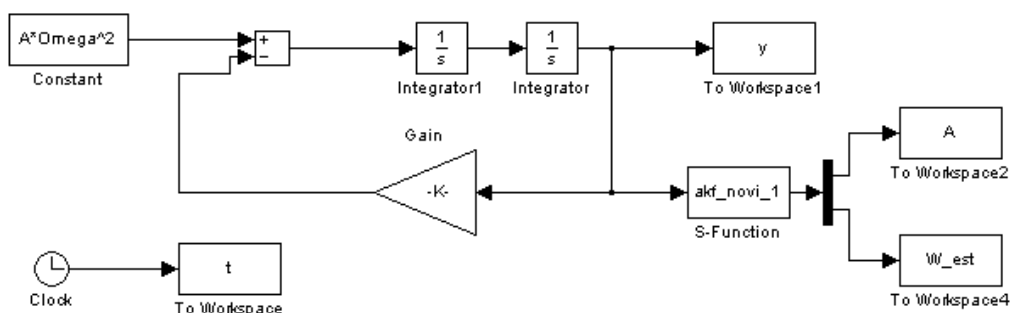 A*Omega^2
Constant
+
−
1
s
Integrator1
1
s
Integrator
y
To Workspace1
Gain
-K-
akf_novi_1
S-Function
A
To Workspace2
W_est
To Workspace4
Clock
t
To Workspace